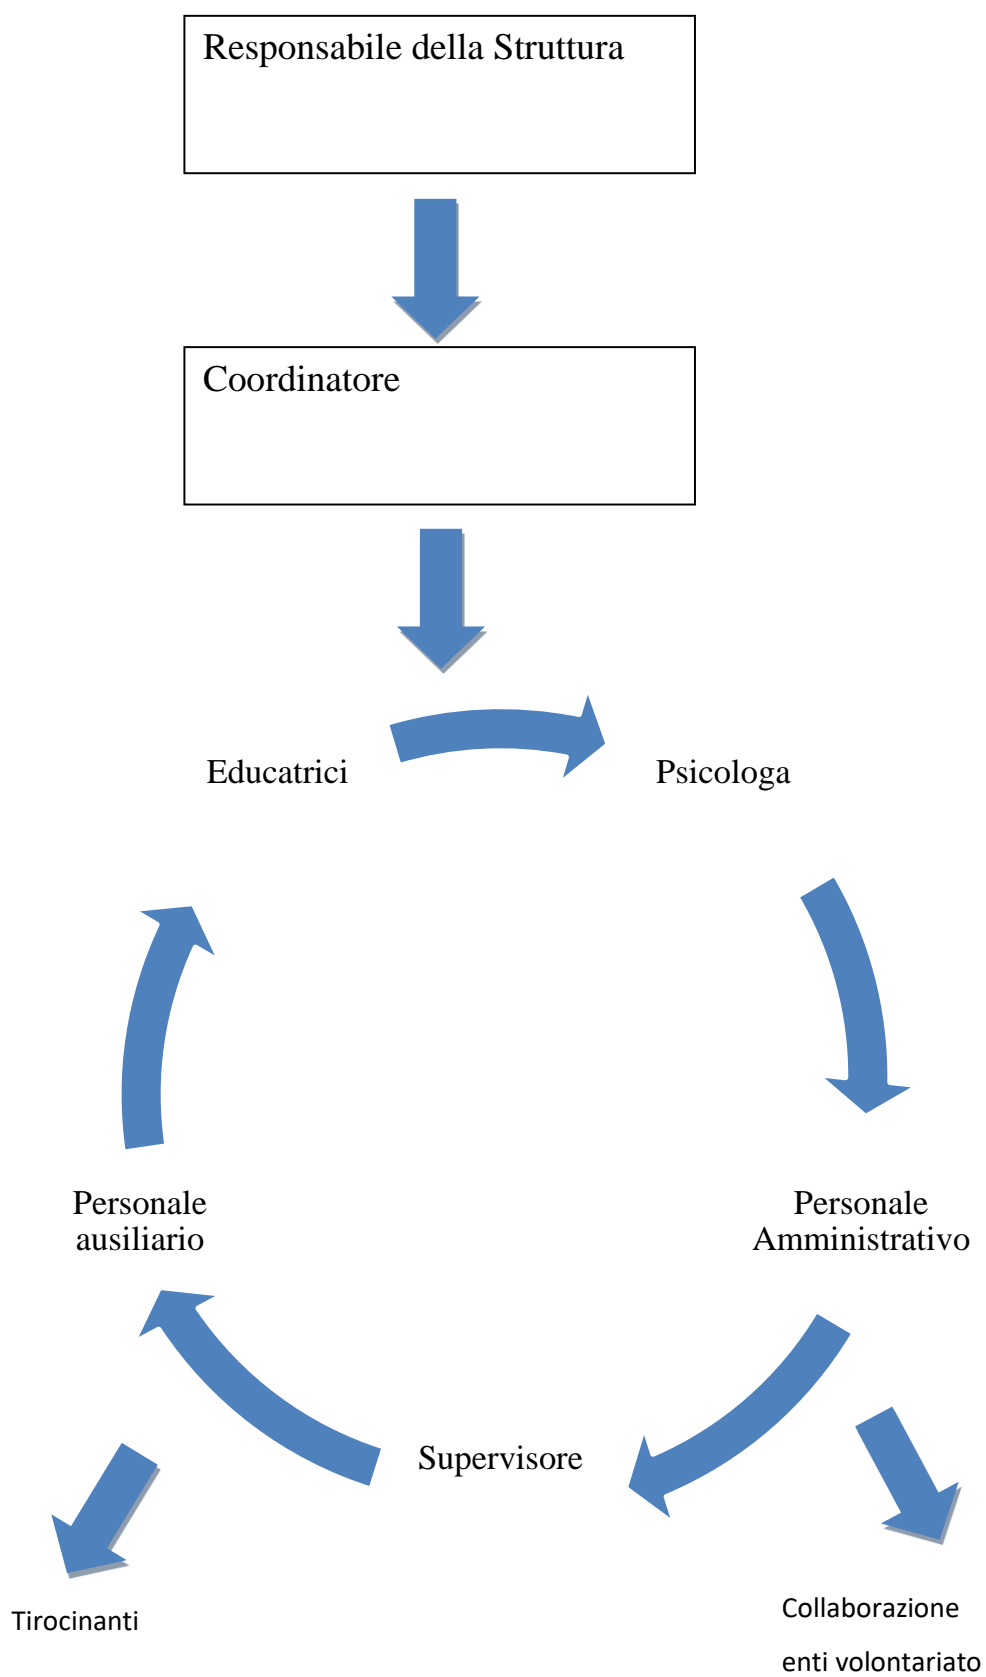 Responsabile della Struttura
Coordinatore
Educatrici
Psicologa
Personale
ausiliario
Personale
Amministrativo
Supervisore
Tirocinanti
Collaborazione
enti volontariato